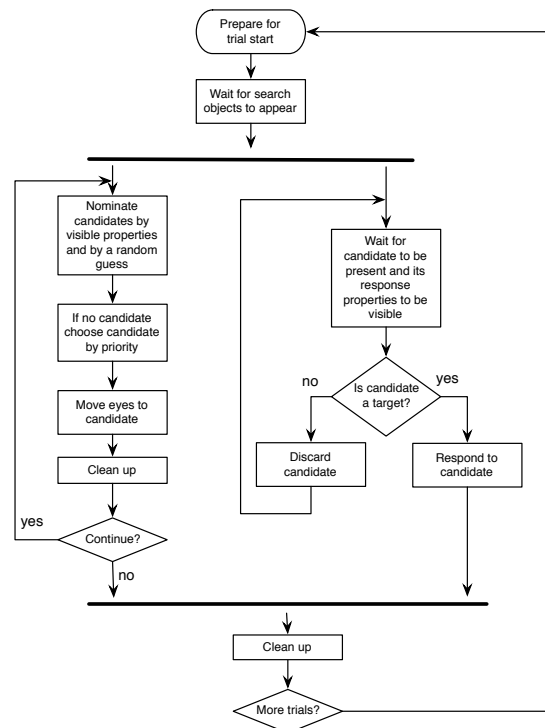 Prepare for
trial start
Wait for search
objects to appear
Nominate
candidates by
visible properties
and by a random
guess
If no candidate
choose candidate
by priority
Move eyes to
candidate
Clean up
yes
Continue?
no
Wait for
candidate to be
present and its
response
properties to be
visible
no
yes
Is candidate
a target?
Discard
candidate
Respond to
candidate
Clean up
More trials?